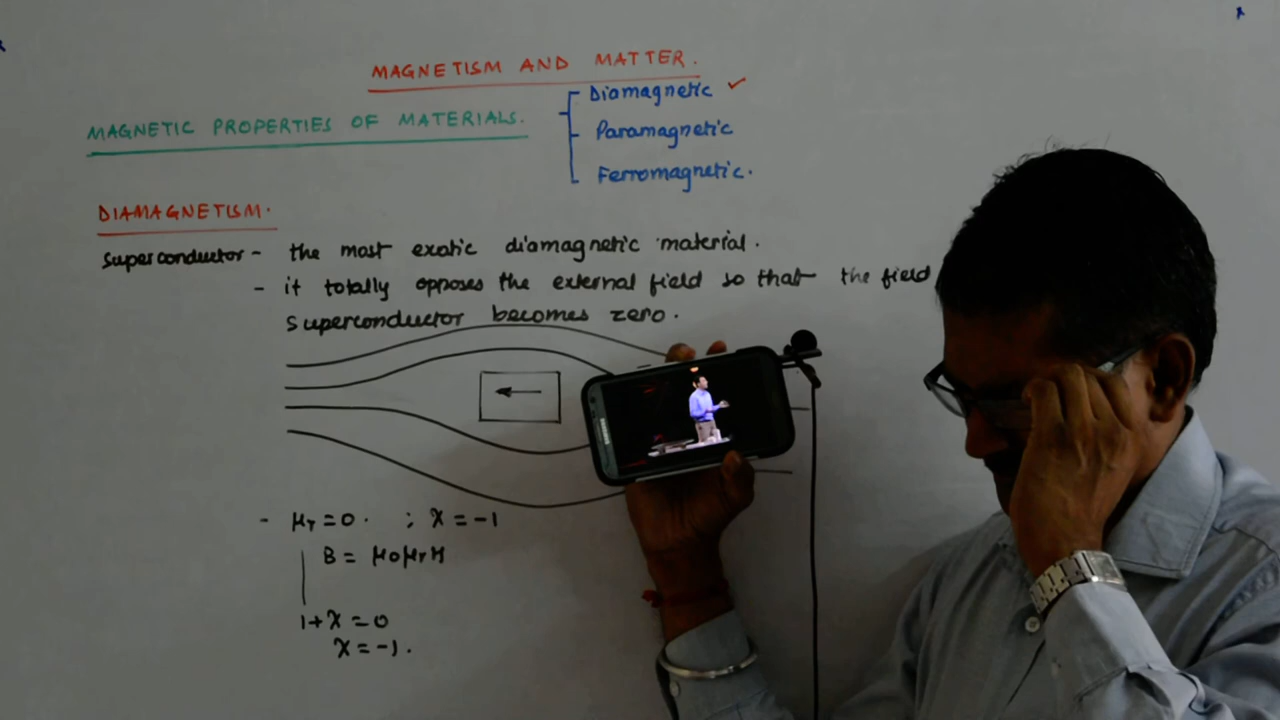 MAGNETISM AND MATTER.
MAGNETIC PROPERTIES OF MATERIALS.
Diamagnetic ✓
Paramagnetic
Ferromagnetic.
DIAMAGNETISM.
Superconductor - the most exotic diamagnetic material.
- it totally opposes the external field so that the field
superconductor becomes zero.
- μr = 0. ; χ = -1
B = μ0μrH
1+χ = 0
χ = -1.
SAMSUNG